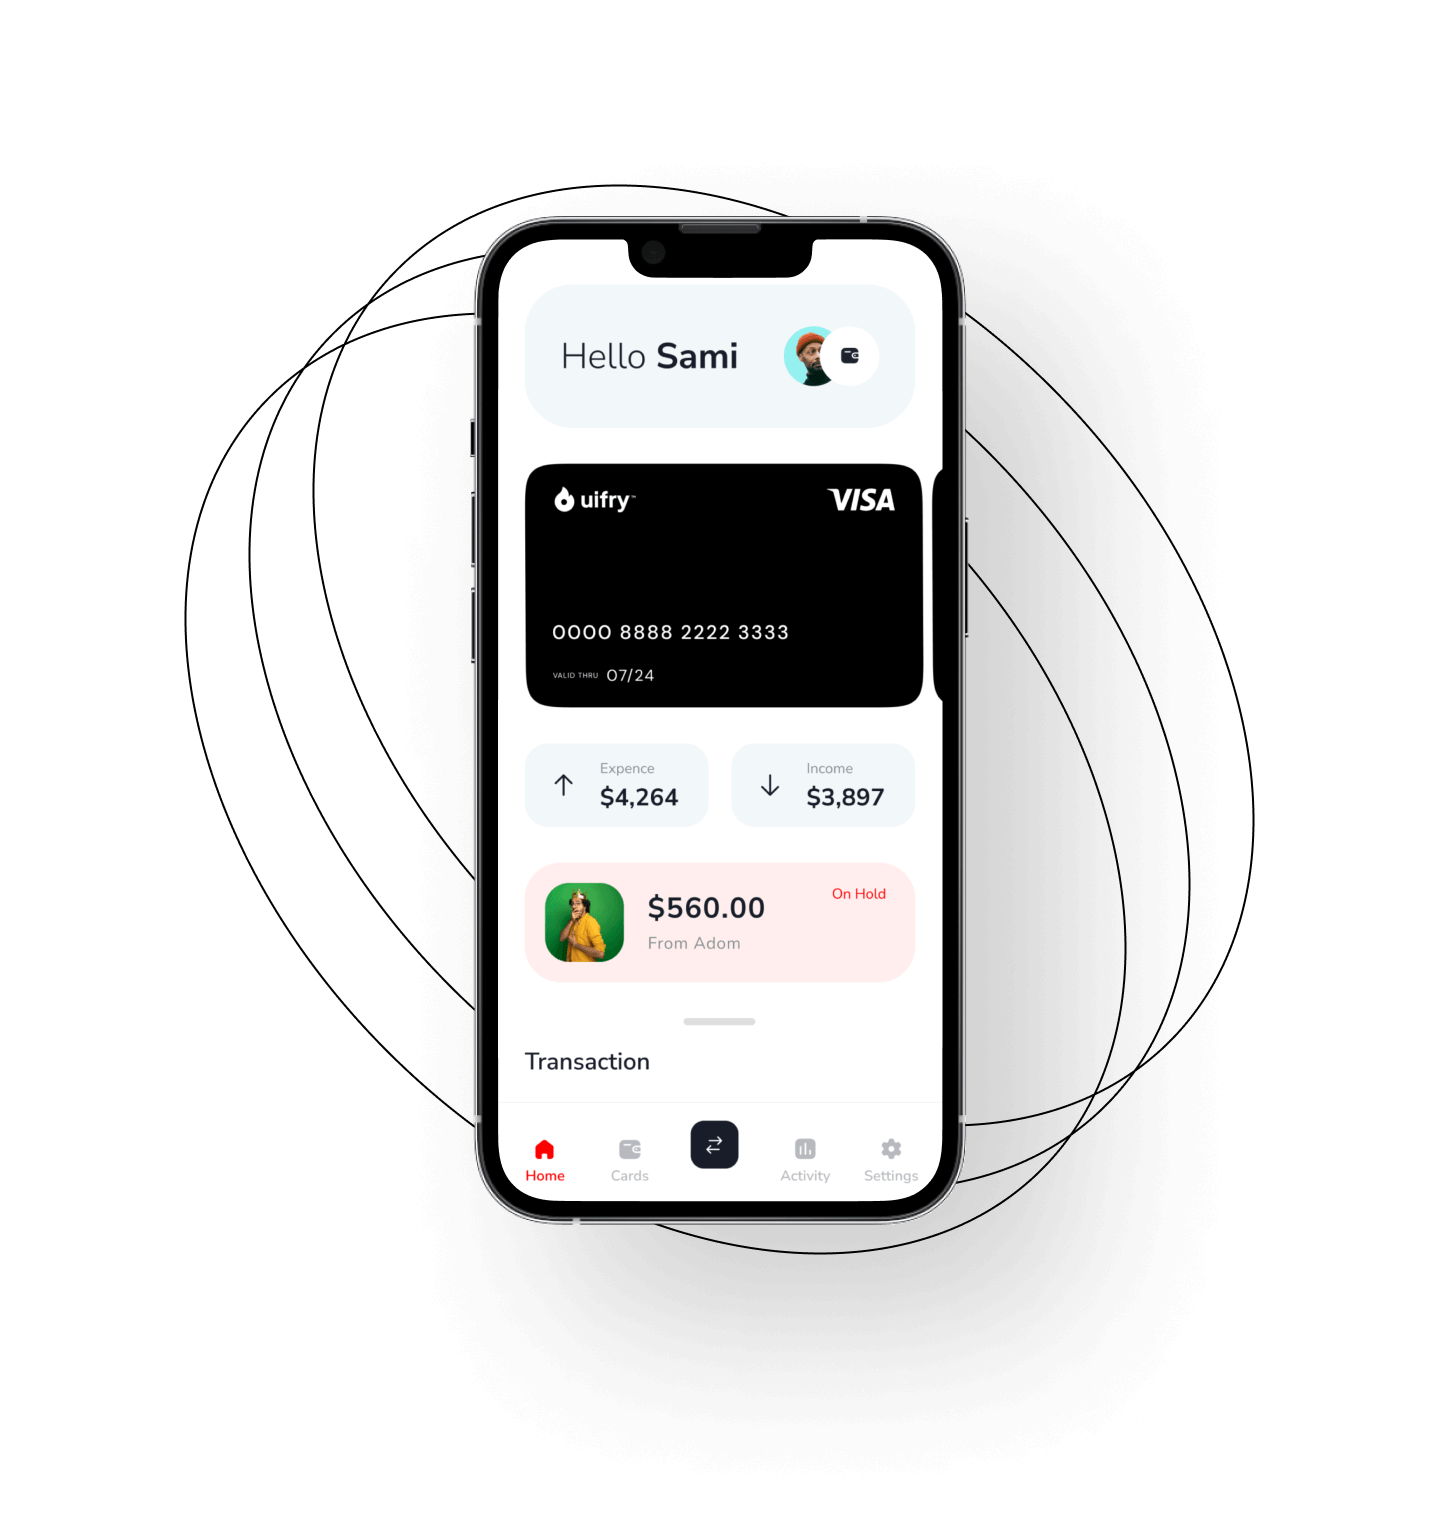 Hello Sami
uifry™
VISA
0000 8888 2222 3333
VALID THRU 07/24
Expence
$4,264
Income
$3,897
$560.00
On Hold
From Adom
Transaction
Home
Cards
Activity
Settings